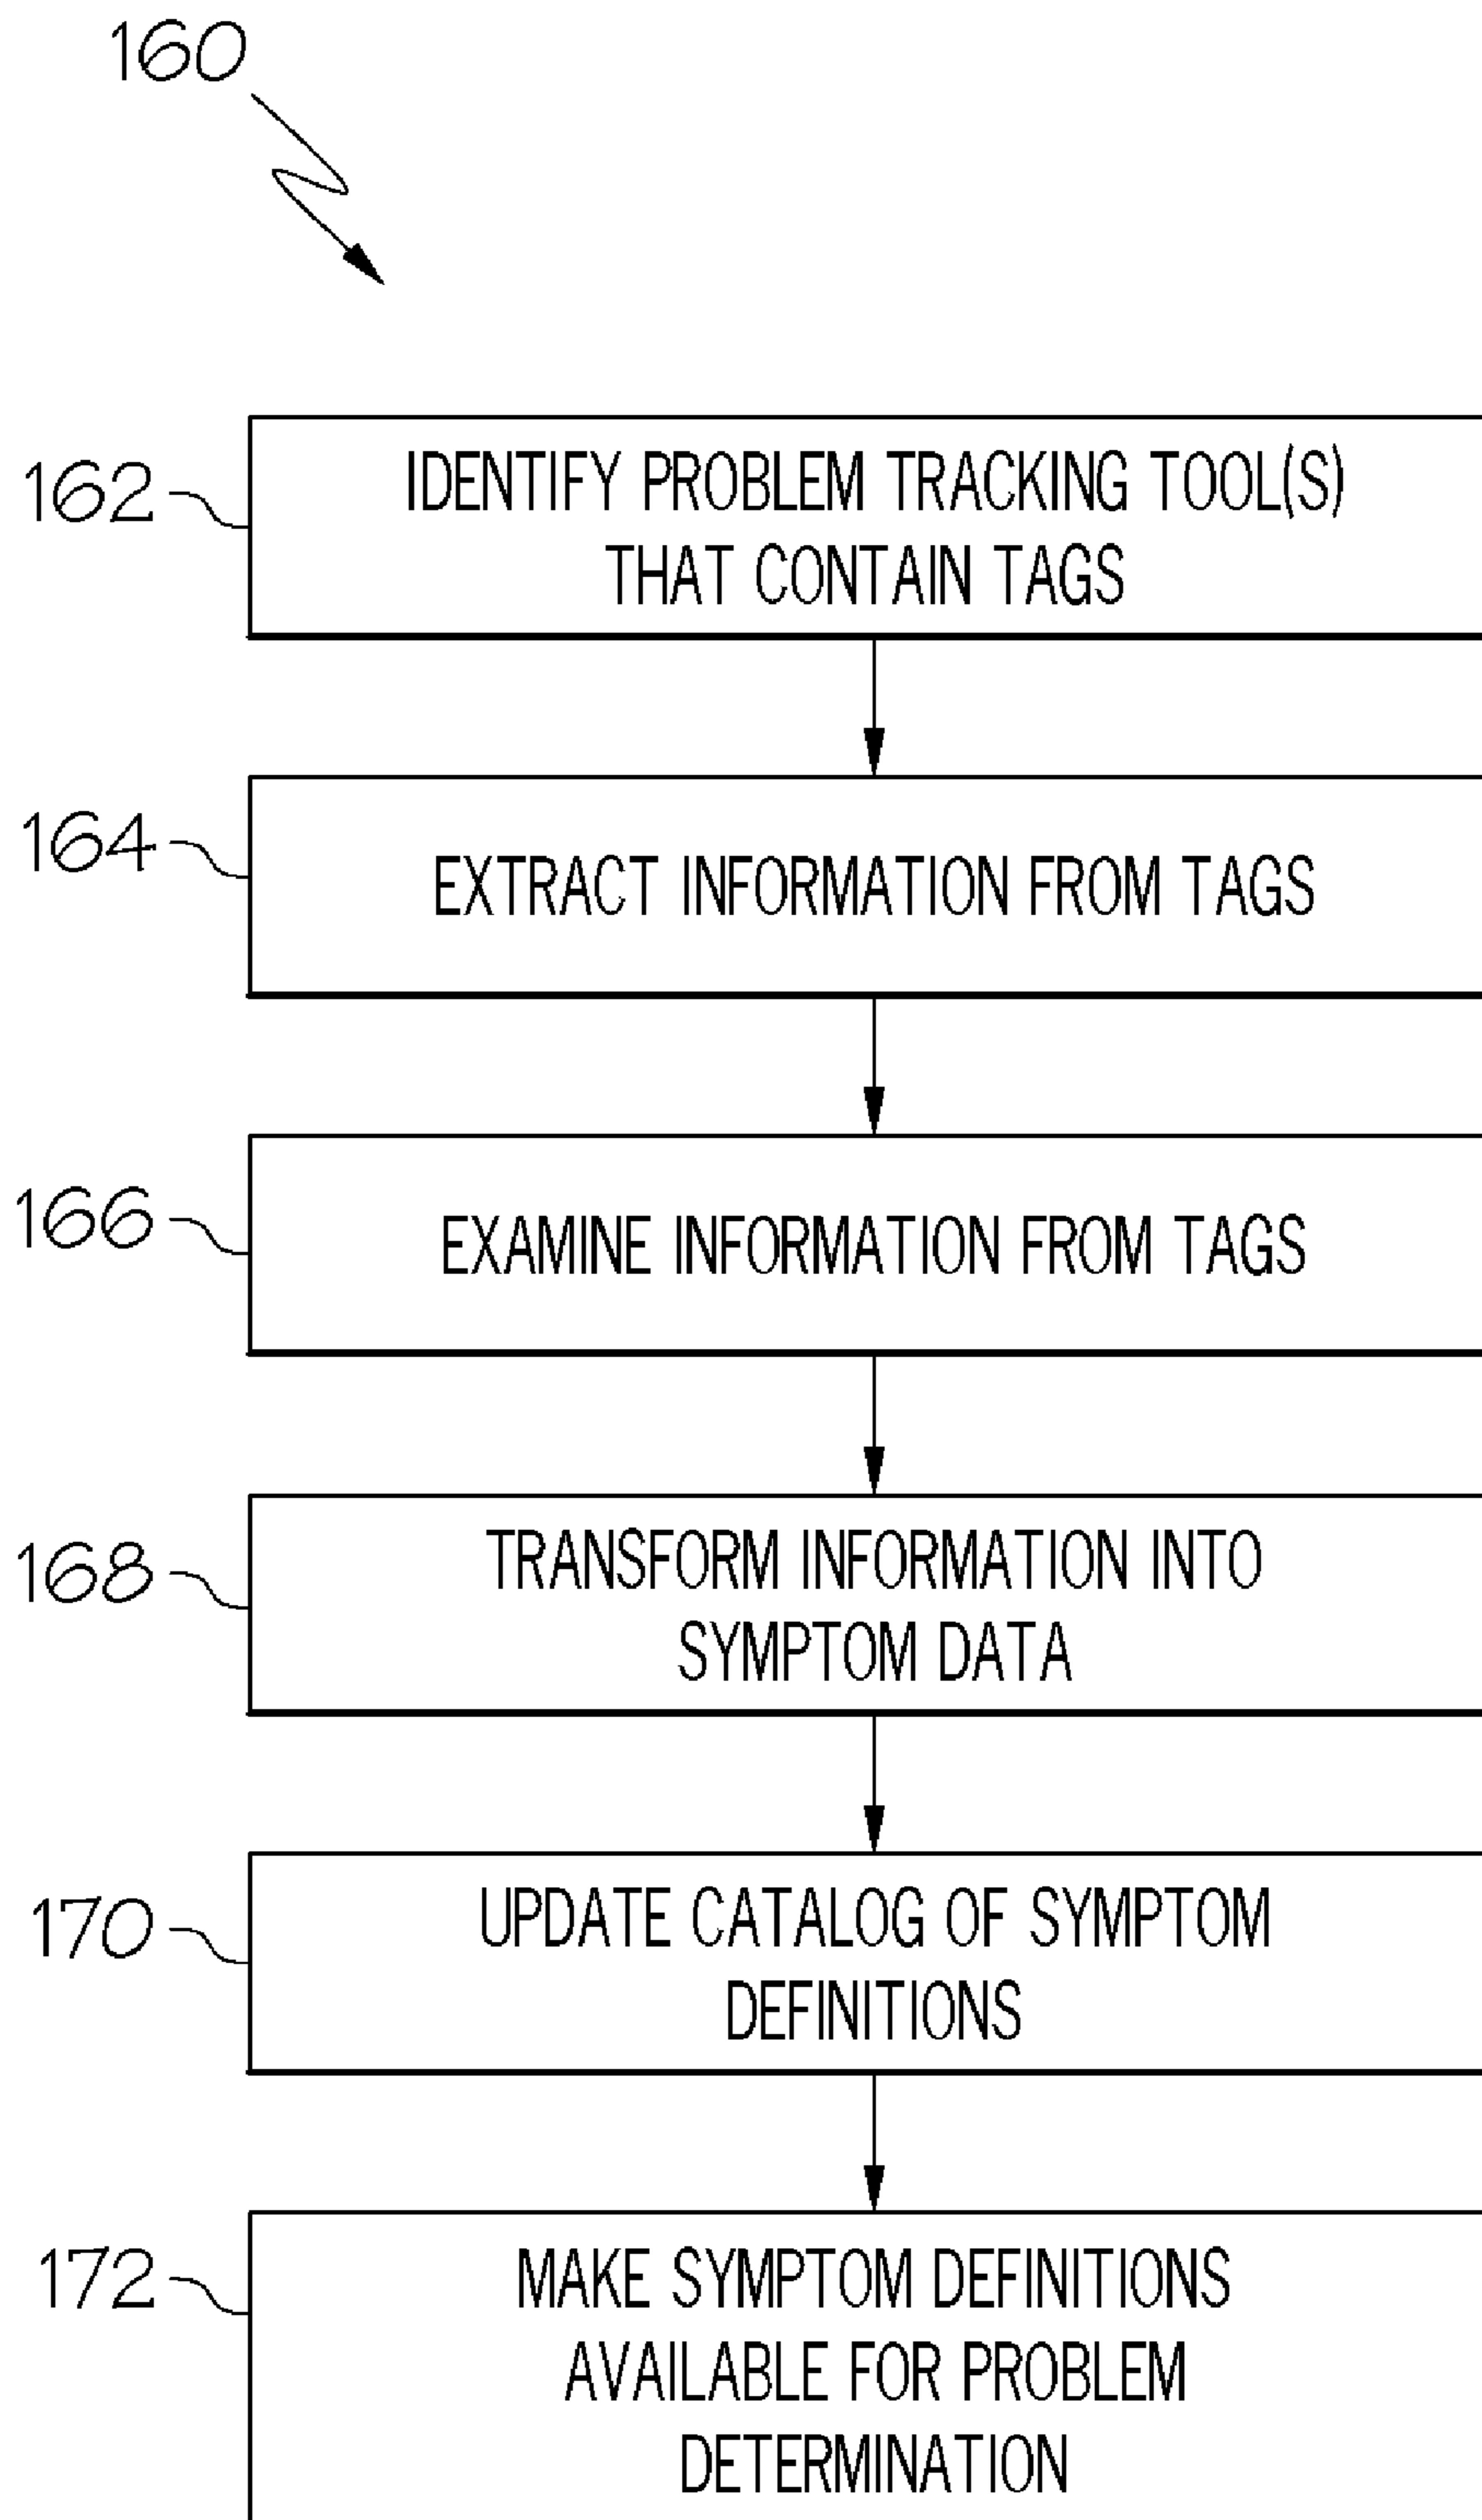 160
162
IDENTIFY PROBLEM TRACKING TOOL(S)
THAT CONTAIN TAGS
164
EXTRACT INFORMATION FROM TAGS
166
EXAMINE INFORMATION FROM TAGS
168
TRANSFORM INFORMATION INTO
SYMPTOM DATA
170
UPDATE CATALOG OF SYMPTOM
DEFINITIONS
172
MAKE SYMPTOM DEFINITIONS
AVAILABLE FOR PROBLEM
DETERMINATION